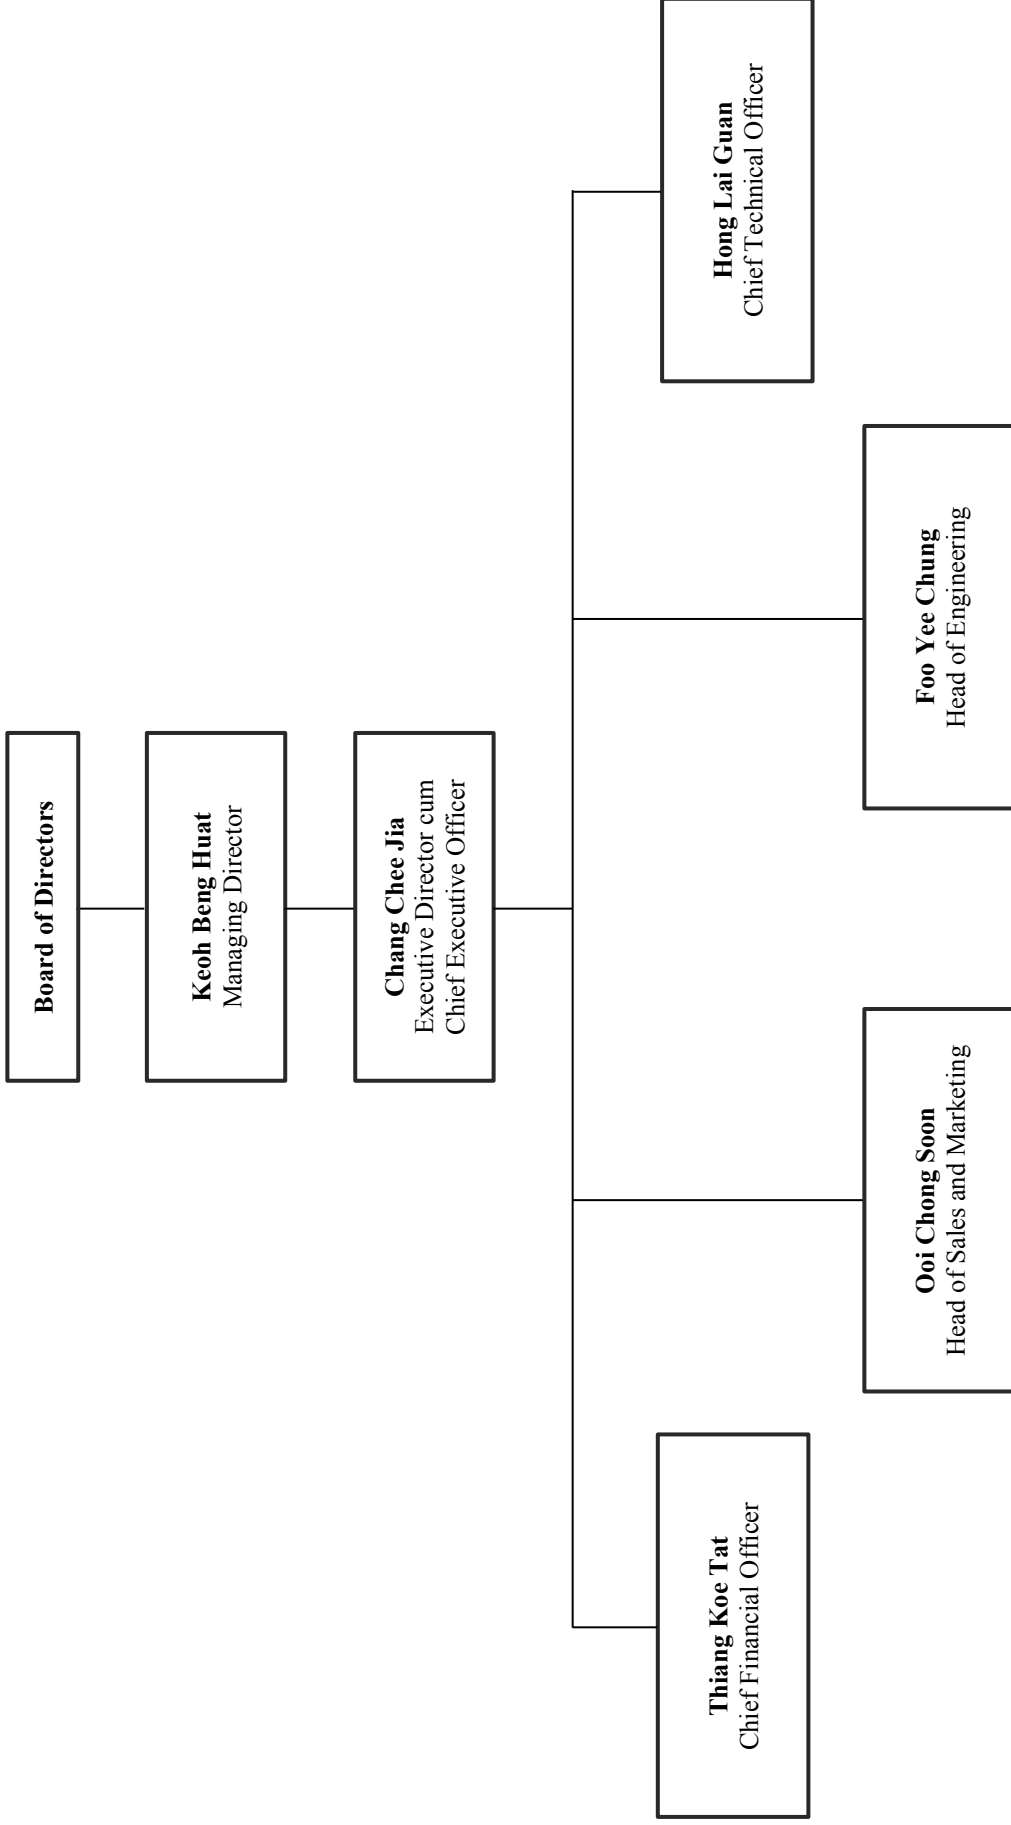 Board of Directors
Keoh Beng Huat
Managing Director
Chang Chee Jia
Executive Director cum
Chief Executive Officer
Thiang Koe Tat
Chief Financial Officer
Hong Lai Guan
Chief Technical Officer
Ooi Chong Soon
Head of Sales and Marketing
Foo Yee Chung
Head of Engineering